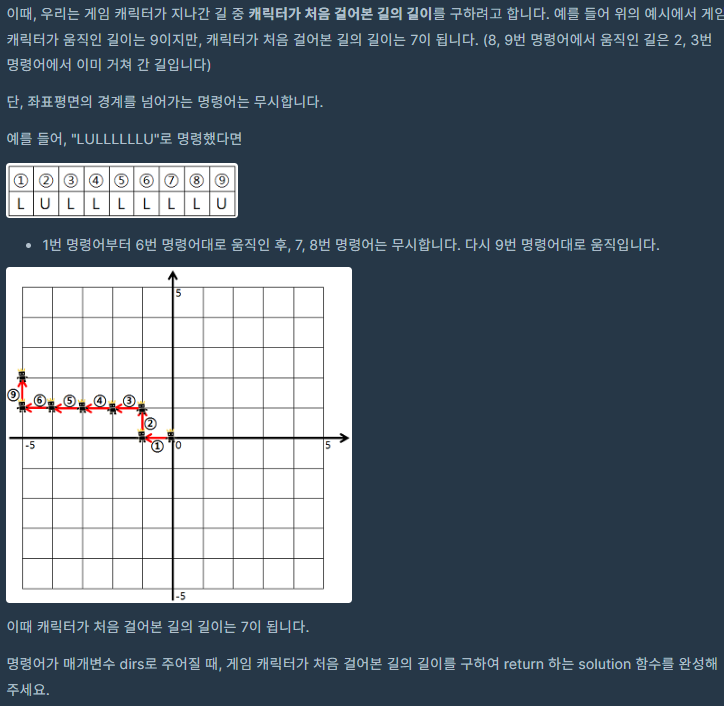 이때, 우리는 게임 캐릭터가 지나간 길 중 캐릭터가 처음 걸어본 길의 길이를 구하려고 합니다. 예를 들어 위의 예시에서 게임
캐릭터가 움직인 길이는 9이지만, 캐릭터가 처음 걸어본 길의 길이는 7이 됩니다. (8, 9번 명령어에서 움직인 길은 2, 3번
명령어에서 이미 거쳐 간 길입니다)
단, 좌표평면의 경계를 넘어가는 명령어는 무시합니다.
예를 들어, "LULLLLLLU"로 명령했다면
① ② ③ ④ ⑤ ⑥ ⑦ ⑧ ⑨
L U L L L L L L U
• 1번 명령어부터 6번 명령어대로 움직인 후, 7, 8번 명령어는 무시합니다. 다시 9번 명령어대로 움직입니다.
5
⑨ ⑥ ⑤ ④ ③
②
-5 ① 0 5
-5
이때 캐릭터가 처음 걸어본 길의 길이는 7이 됩니다.
명령어가 매개변수 dirs로 주어질 때, 게임 캐릭터가 처음 걸어본 길의 길이를 구하여 return 하는 solution 함수를 완성해
주세요.